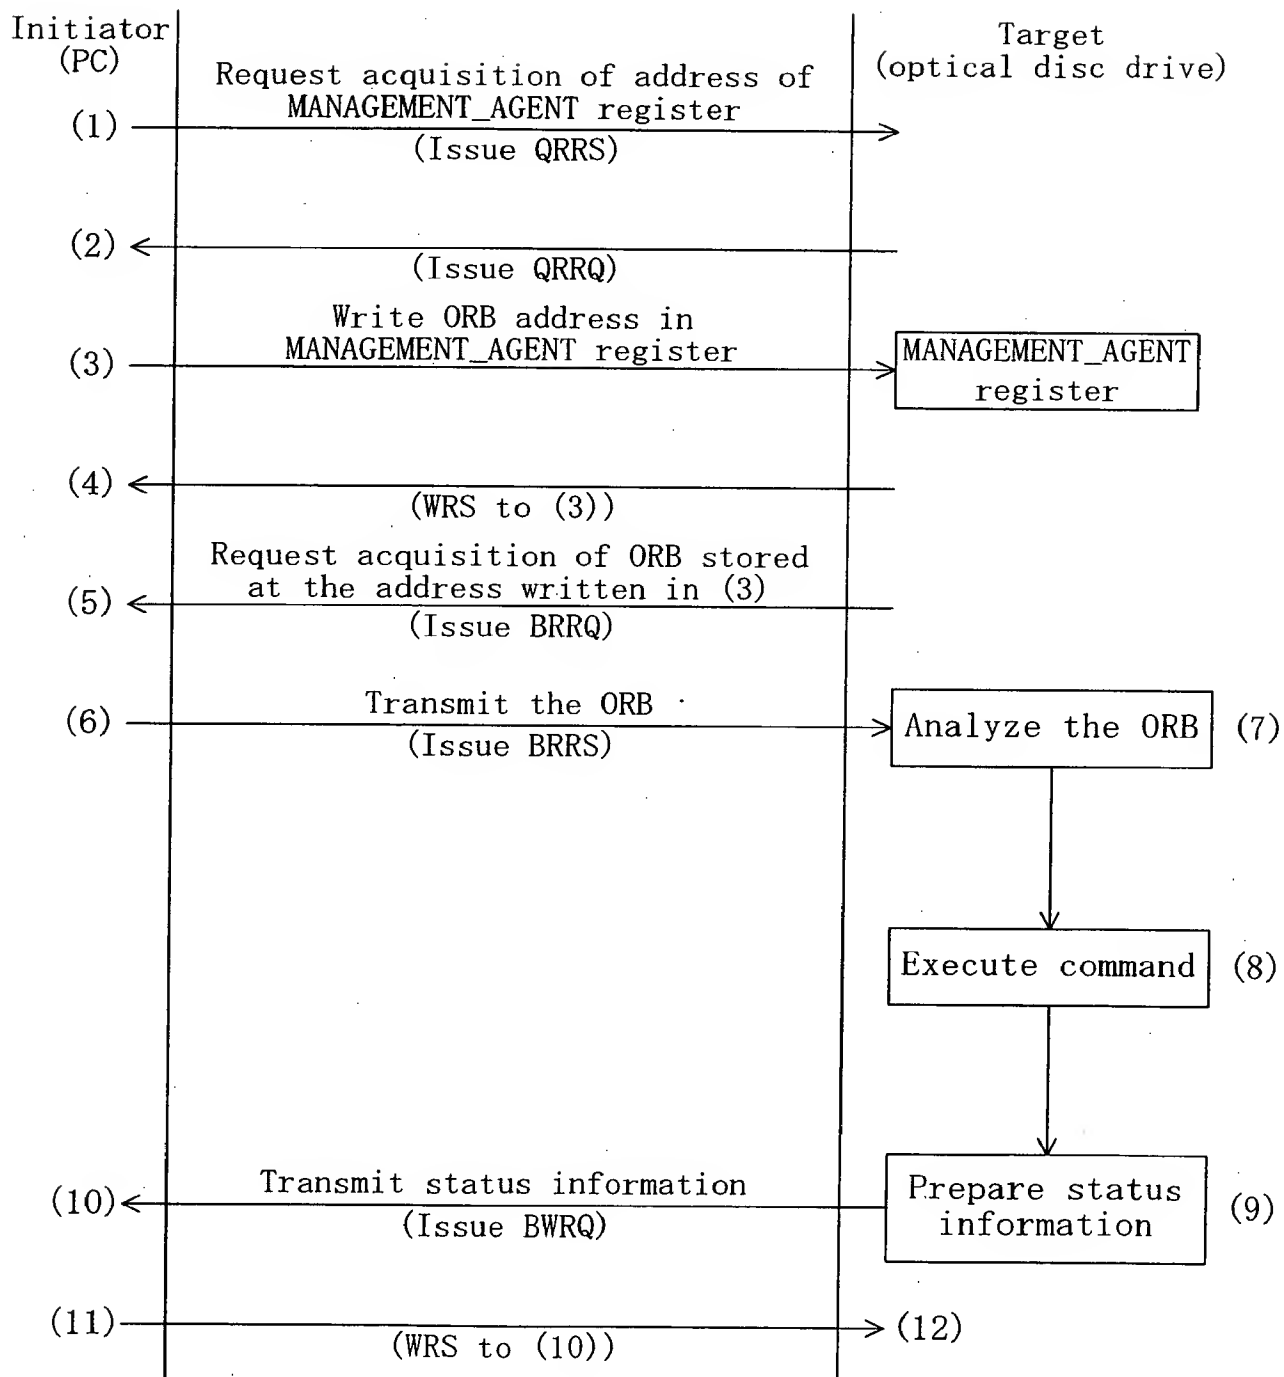 Initiator
(PC)
Target
(optical disc drive)
Request acquisition of address of
MANAGEMENT_AGENT register
(1)
(Issue QRRS)
(2)
(Issue QRRQ)
Write ORB address in
MANAGEMENT_AGENT register
(3)
MANAGEMENT_AGENT
register
(4)
(WRS to (3))
Request acquisition of ORB stored
at the address written in (3)
(5)
(Issue BRRQ)
Transmit the ORB
(6)
(Issue BRRS)
Analyze the ORB
(7)
Execute command
(8)
Transmit status information
(10)
(Issue BWRQ)
Prepare status
information
(9)
(11)
(WRS to (10))
(12)